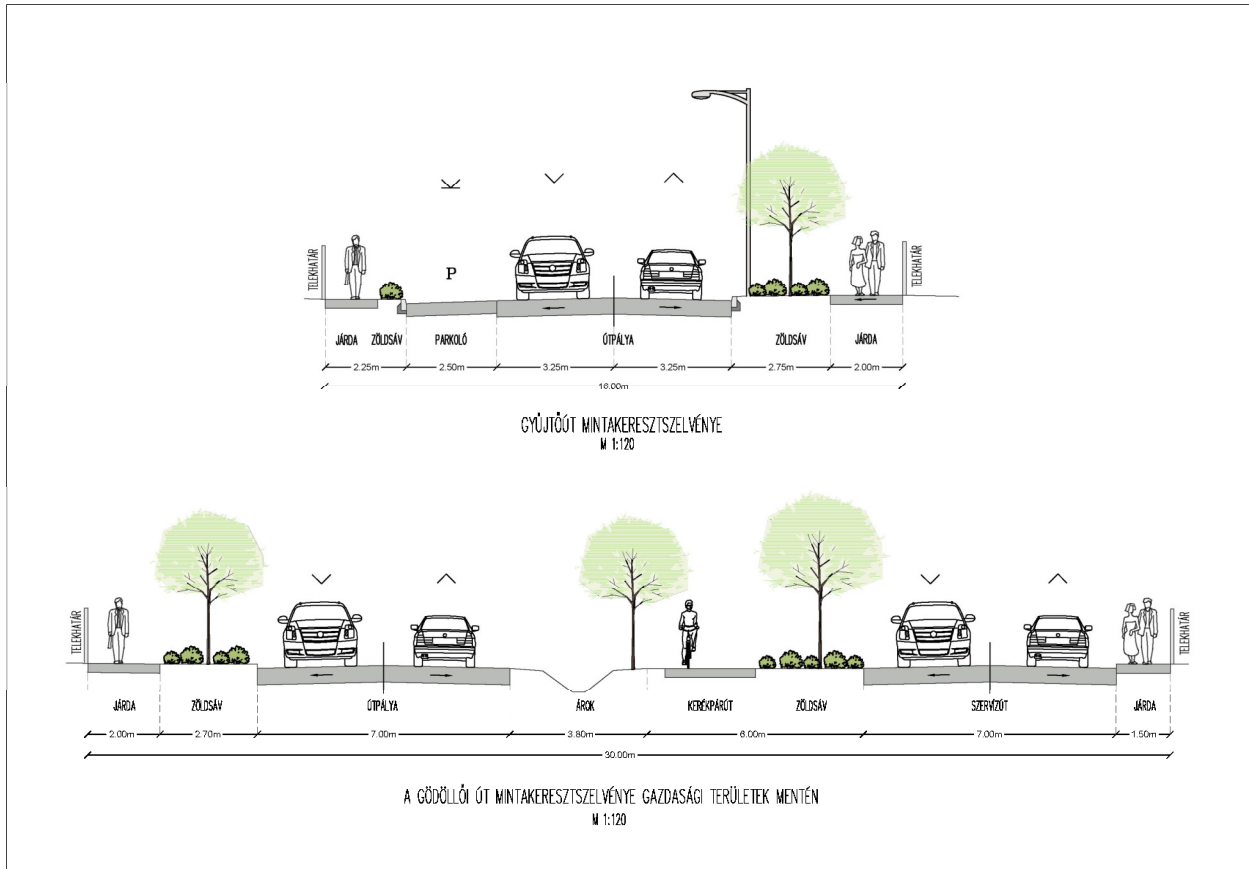 TELEKHATÁR
P
TELEKHATÁR
JÁRDA ZÖLDSÁV PARKOLÓ ÚTPÁLYA ZÖLDSÁV JÁRDA
2.25m 2.50m 3.25m 3.25m 2.75m 2.00m
16.00m
GYŰJTŐÚT MINTAKERESZTSZELVÉNYE
M 1:120
TELEKHATÁR
TELEKHATÁR
JÁRDA ZÖLDSÁV ÚTPÁLYA ÁROK KERÉKPÁRÚT ZÖLDSÁV SZERVÍZÚT JÁRDA
2.00m 2.70m 7.00m 3.80m 6.00m 7.00m 1.50m
30.00m
A GÖDÖLLŐI ÚT MINTAKERESZTSZELVÉNYE GAZDASÁGI TERÜLETEK MENTÉN
M 1:120